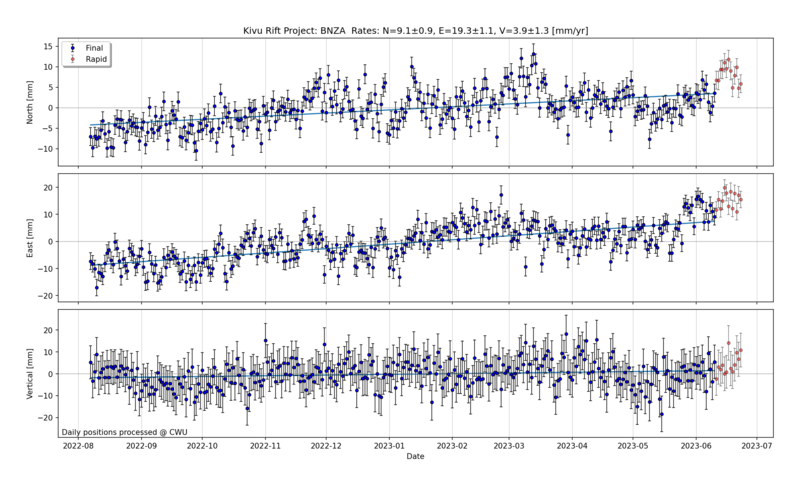 Kivu Rift Project: BNZA Rates: N=9.1±0.9, E=19.3±1.1, V=3.9±1.3 [mm/yr]
Final
Rapid
North [mm]
15
10
5
0
−5
−10
East [mm]
20
10
0
−10
−20
Vertical [mm]
20
10
0
−10
−20
Daily positions processed @ CWU
2022-08 2022-09 2022-10 2022-11 2022-12 2023-01 2023-02 2023-03 2023-04 2023-05 2023-06 2023-07
Date